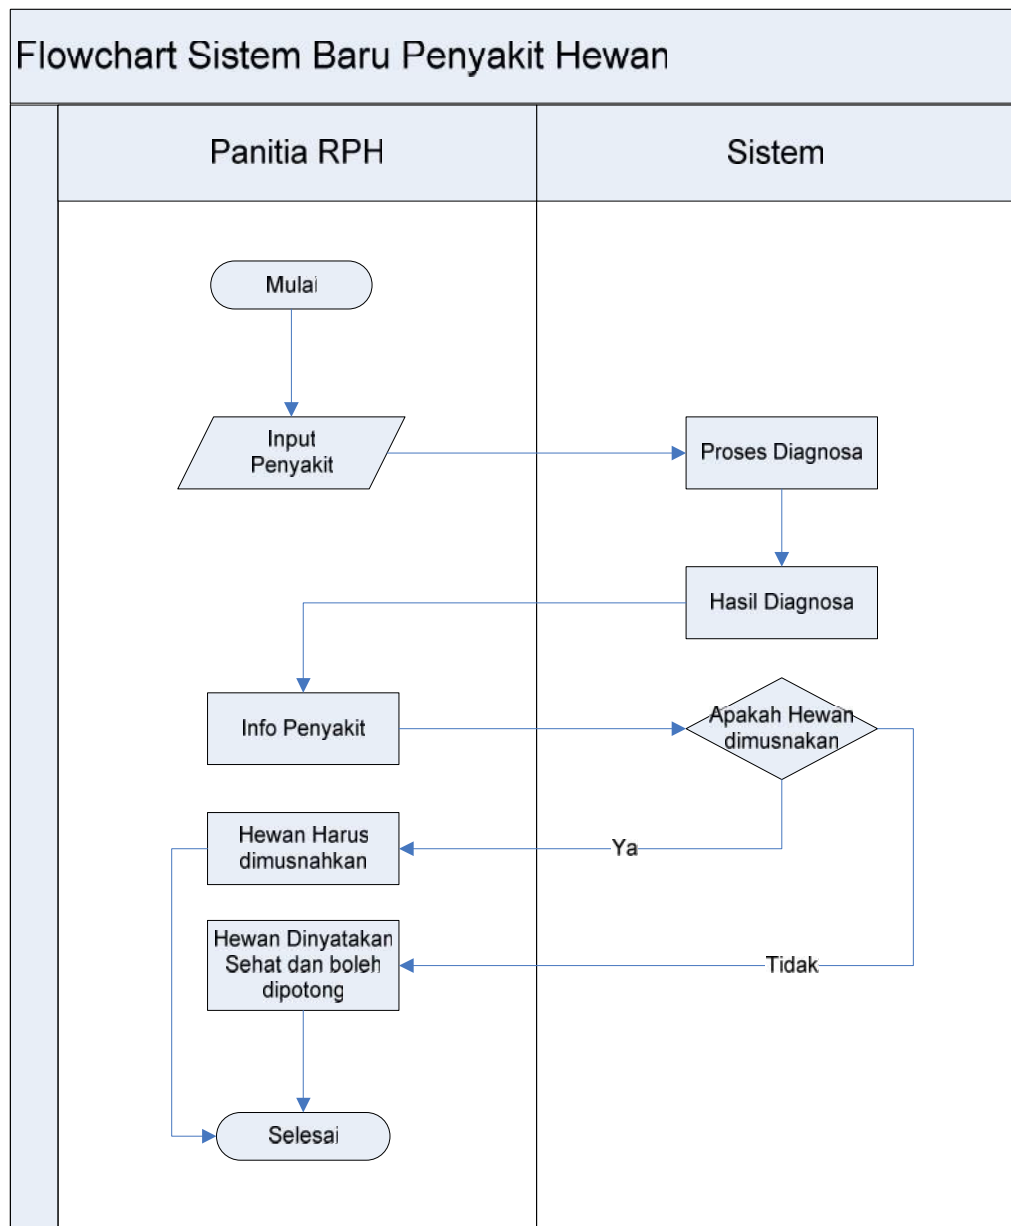 Flowchart Sistem Baru Penyakit Hewan
Panitia RPH
Sistem
Mulai
Input
Penyakit
Proses Diagnosa
Hasil Diagnosa
Info Penyakit
Apakah Hewan
dimusnakan
Hewan Harus
dimusnahkan
Ya
Hewan Dinyatakan
Sehat dan boleh
dipotong
Tidak
Selesai